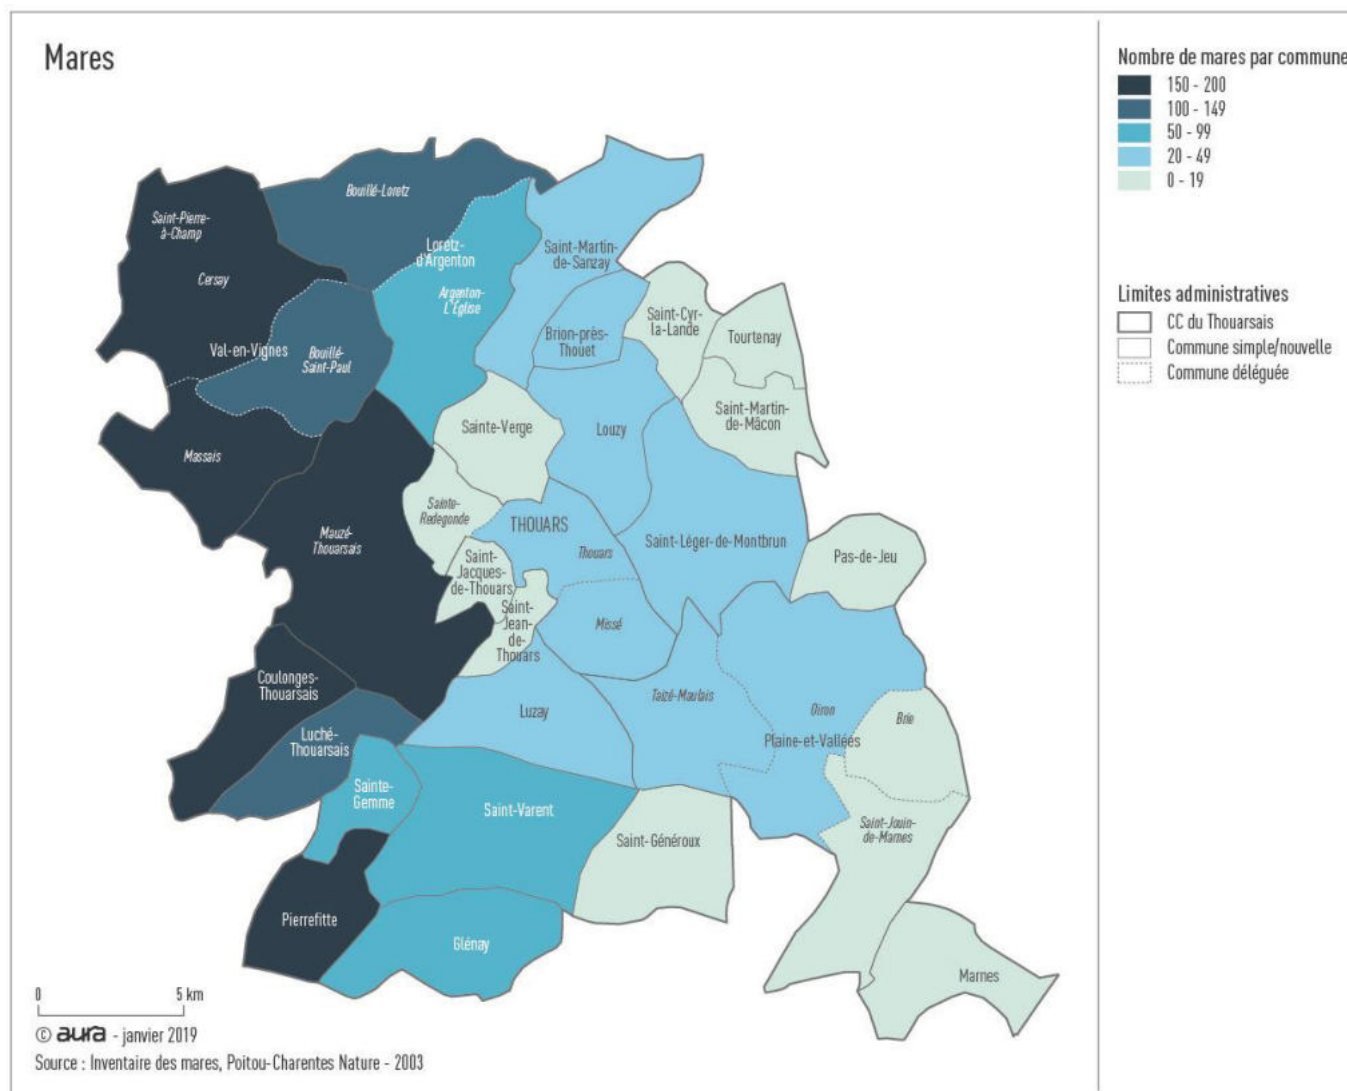 Mares
Nombre de mares par commune
150 - 200
100 - 149
50 - 99
20 - 49
0 - 19
Limites administratives
CC du Thouarsais
Commune simple/nouvelle
Commune déléguée
Bouillé-Loretz
Saint-Pierre-
à-Champ
Loretz-
d'Argenton
Saint-Martin-
de-Sanzay
Cersay
Argenton-
L'Église
Saint-Cyr-
la-Lande
Brion-près-
Thouet
Tourtenay
Val-en-Vignes
Bouillé-
Saint-Paul
Saint-Martin-
de-Mâcon
Sainte-Verge
Louzy
Massais
Sainte-
Redegonde
THOUARS
Mauzé-
Thouarsais
Thouars
Saint-Léger-de-Montbrun
Pas-de-Jeu
Saint-
Jacques-
de-Thouars
Saint-
Jean-
de-
Thouars
Missé
Coulonges-
Thouarsais
Taizé-Maulais
Luzay
Oiron
Brie
Plaine-et-Valléés
Luché-
Thouarsais
Sainte-
Gemme
Saint-Varent
Saint-Jouin-
de-Marnes
Saint-Généroux
Pierrefitte
Glénay
Marnes
0 5 km
© aura - janvier 2019
Source : Inventaire des mares, Poitou-Charentes Nature - 2003